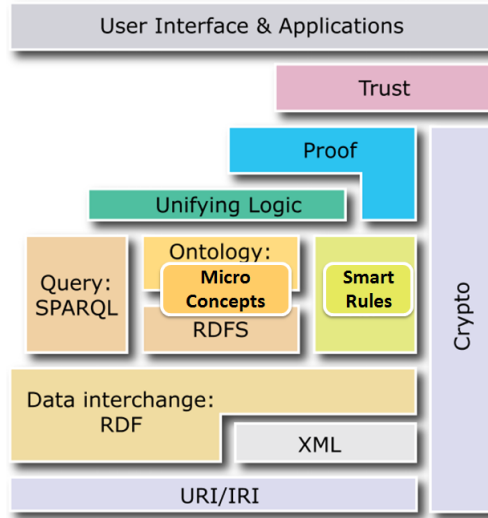 User Interface & Applications
Trust
Proof
Unifying Logic
Ontology:
Query:
SPARQL
Micro
Concepts
Smart
Rules
RDFS
Crypto
Data interchange:
RDF
XML
URI/IRI